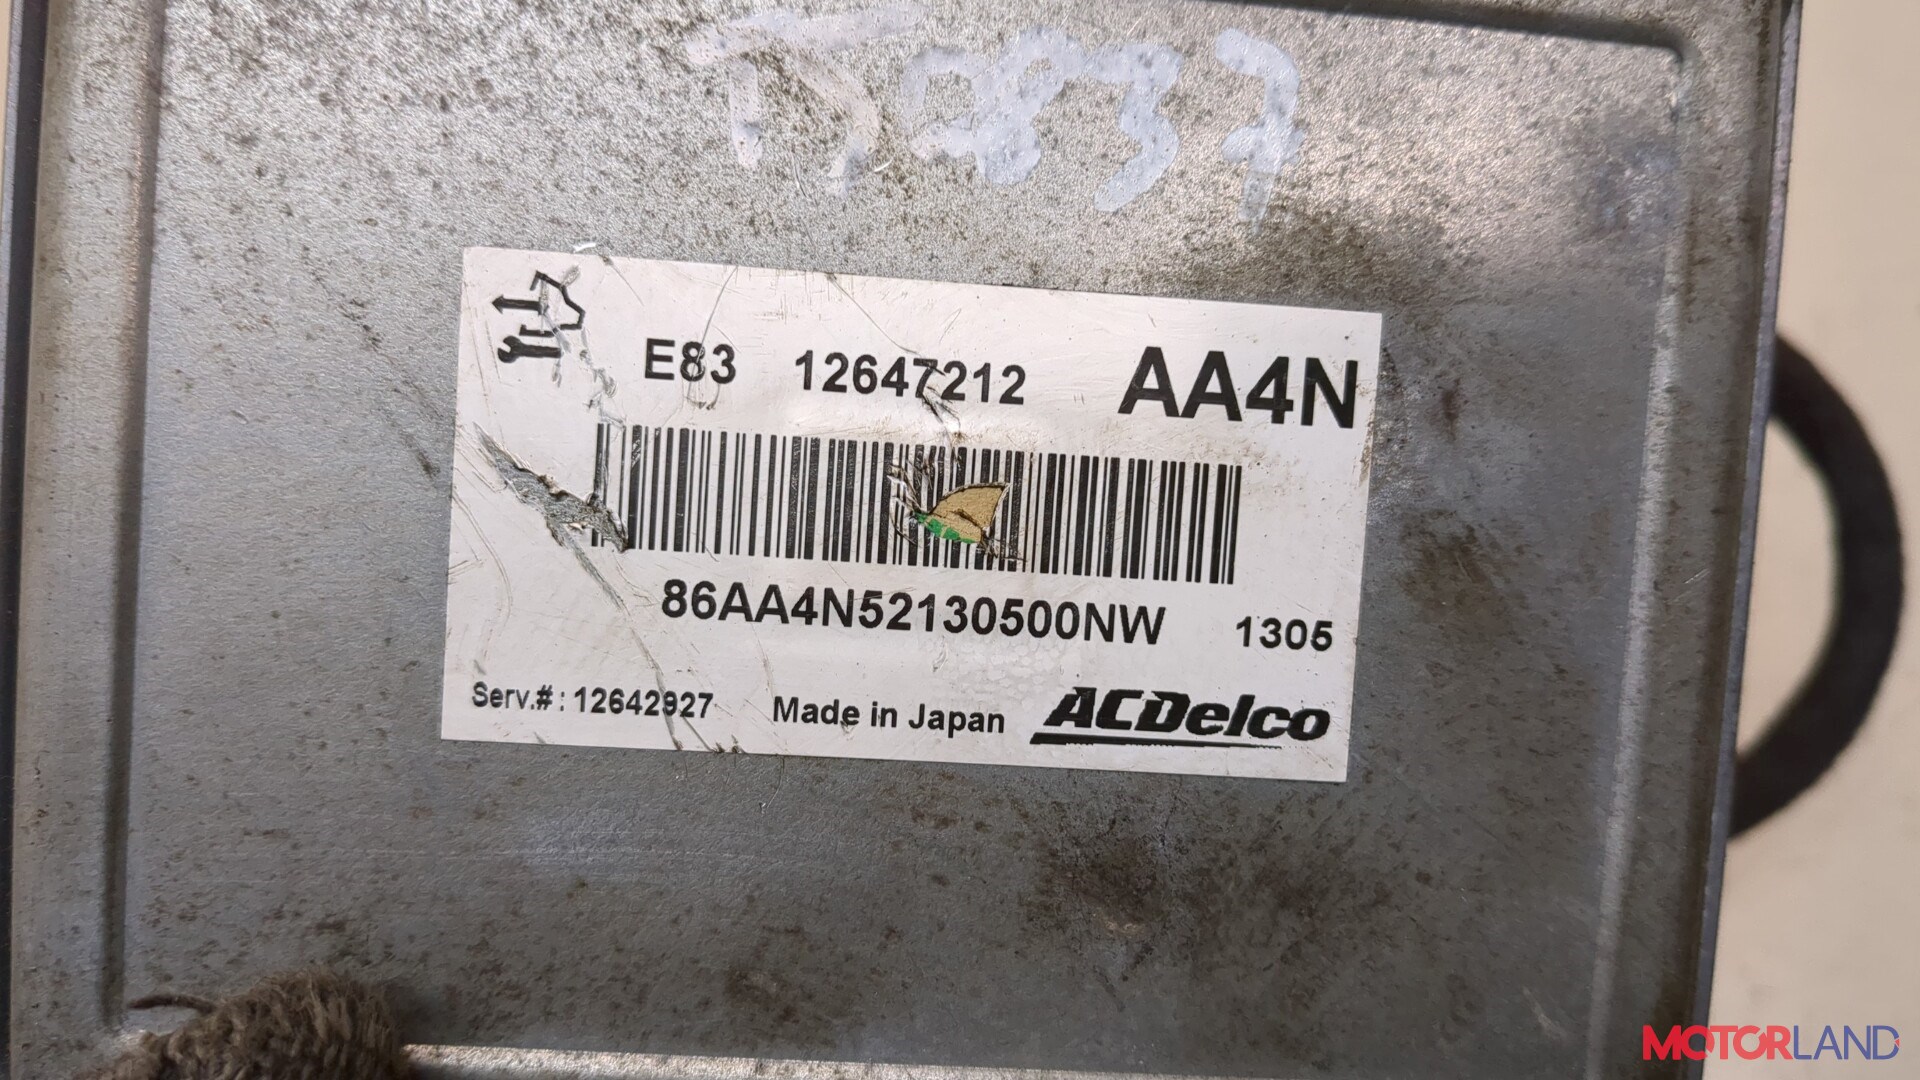 E83 12647212 AA4N
86AA4N52130500NW 1305
Serv.#: 12642927 Made in Japan ACDelco
MOTORLAND